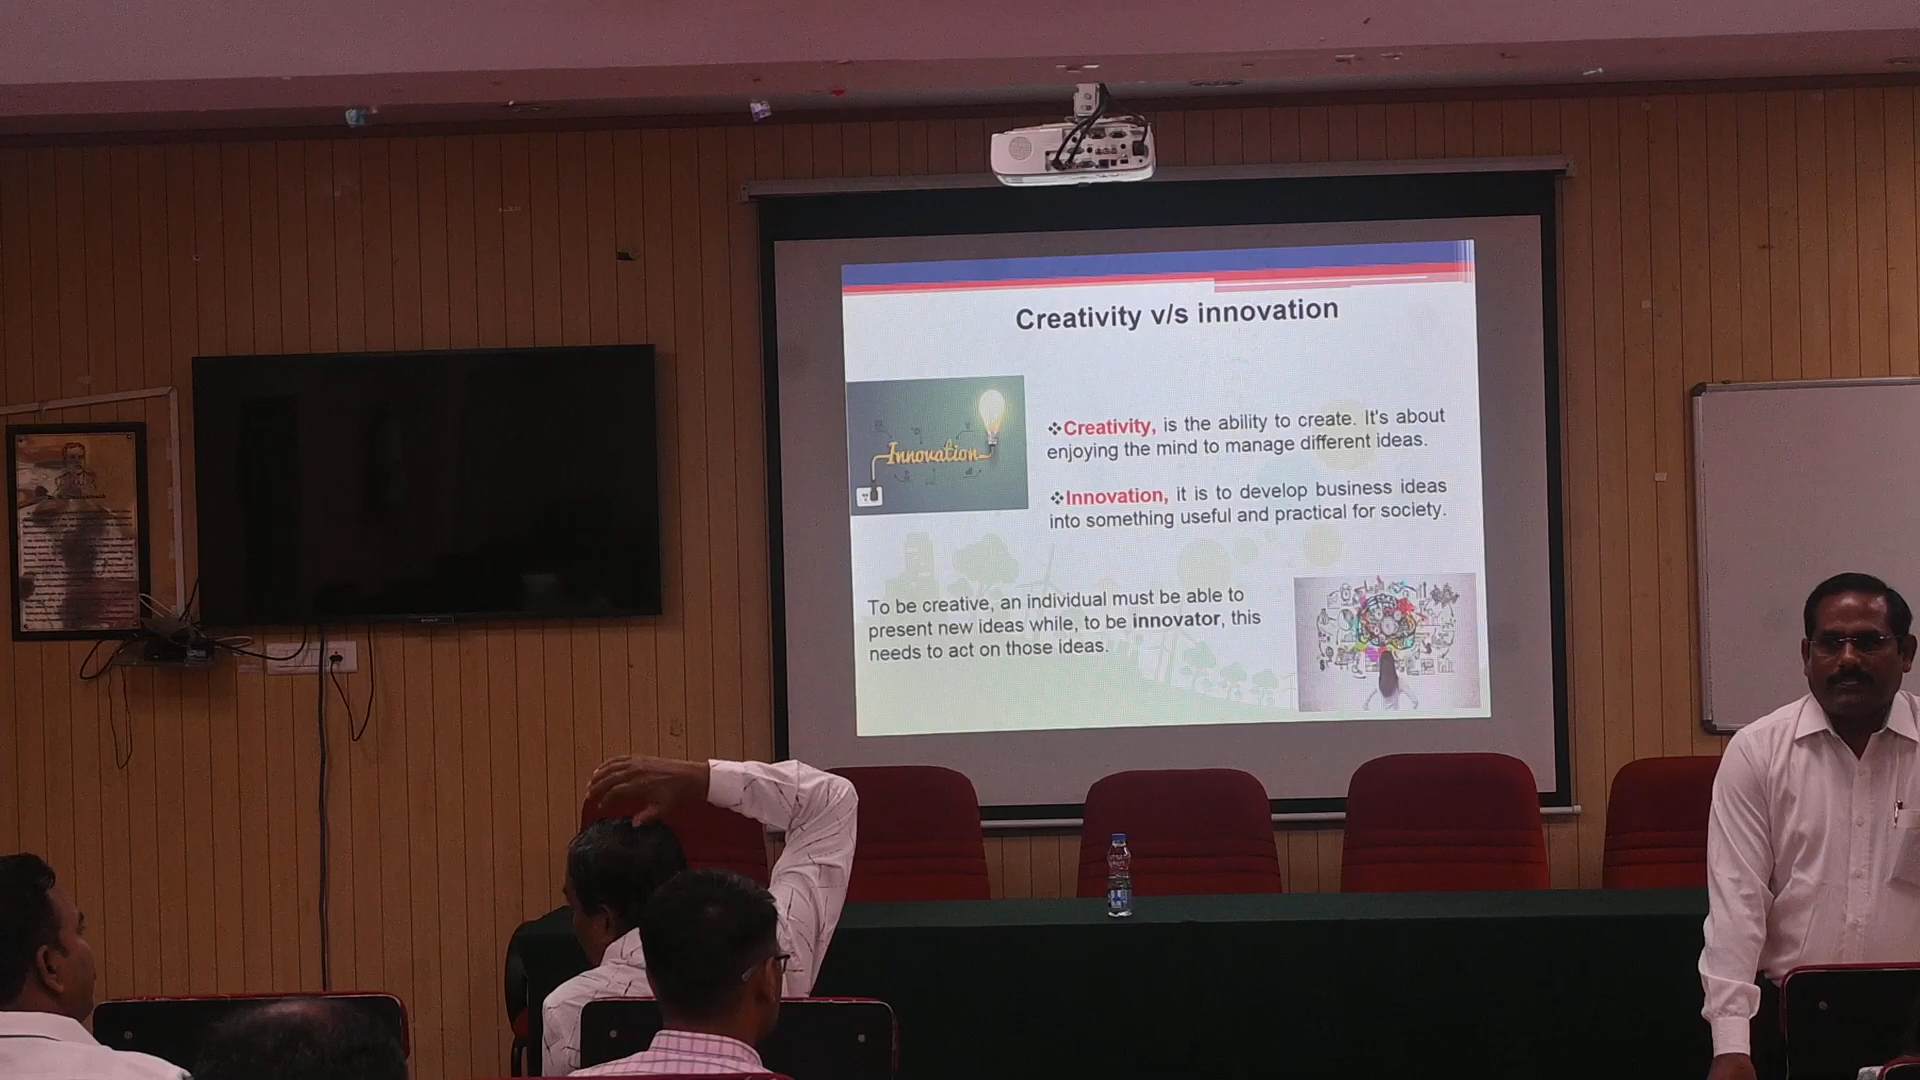 Creativity v/s innovation
Innovation
❖Creativity, is the ability to create. It's about
enjoying the mind to manage different ideas.
❖Innovation, it is to develop business ideas
into something useful and practical for society.
To be creative, an individual must be able to
present new ideas while, to be innovator, this
needs to act on those ideas.